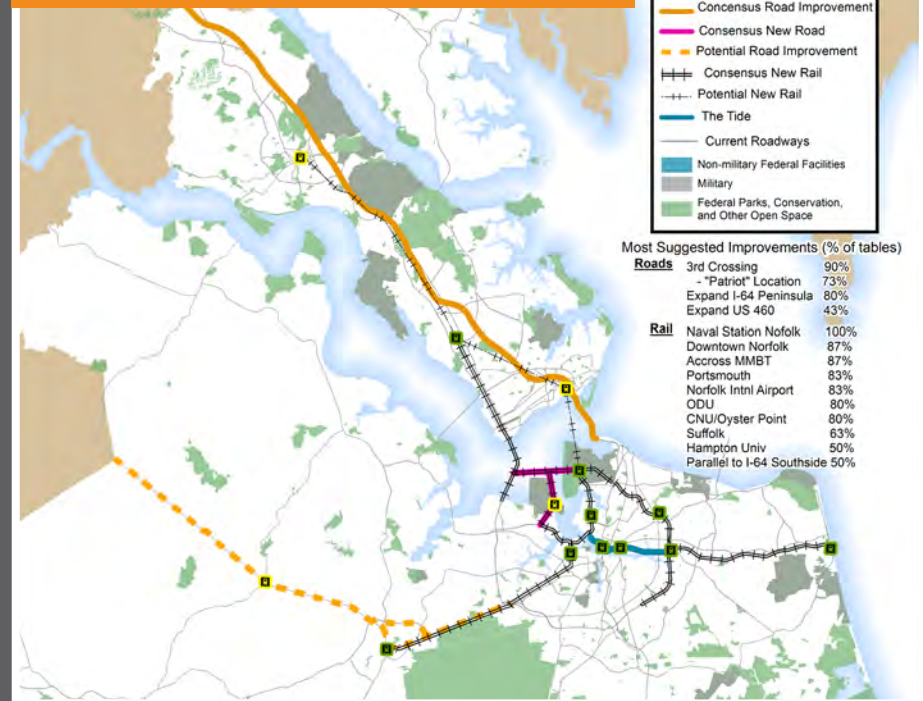 Concensus Road Improvement
Consensus New Road
Potential Road Improvement
Consensus New Rail
Potential New Rail
The Tide
Current Roadways
Non-military Federal Facilities
Military
Federal Parks, Conservation,
and Other Open Space
Most Suggested Improvements (% of tables)
Roads 3rd Crossing 90%
- "Patriot" Location 73%
Expand I-64 Peninsula 80%
Expand US 460 43%
Rail Naval Station Nofolk 100%
Downtown Norfolk 87%
Accross MMBT 87%
Portsmouth 83%
Norfolk Intnl Airport 83%
ODU 80%
CNU/Oyster Point 80%
Suffolk 63%
Hampton Univ 50%
Parallel to I-64 Southside 50%